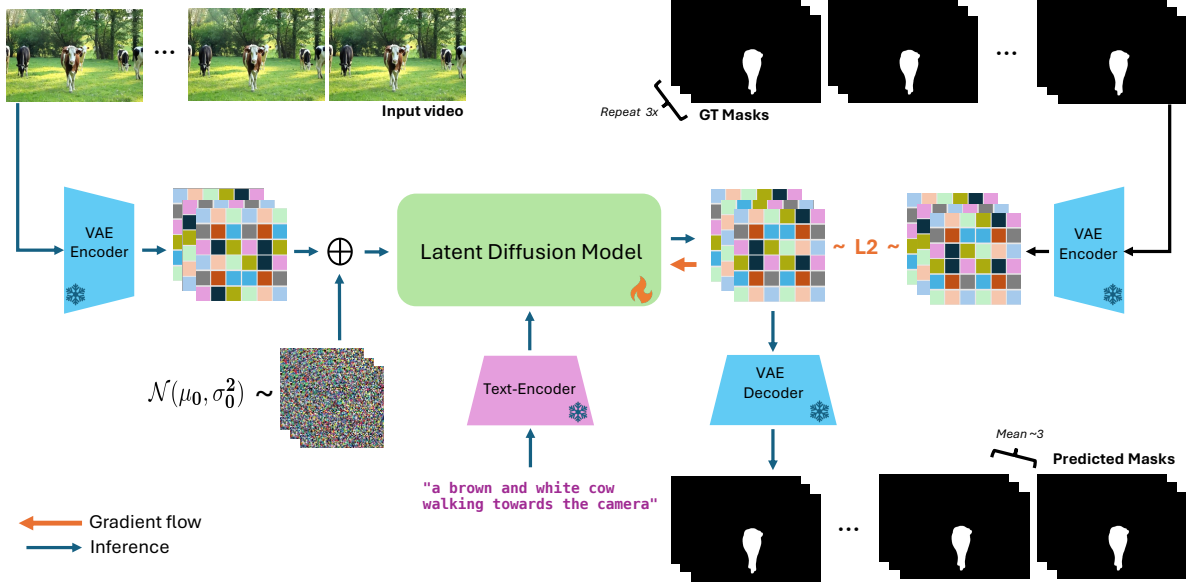 ...
...
Input video
Repeat 3x
GT Masks
VAE
Encoder
Latent Diffusion Model
~ L2 ~
VAE
Encoder
𝒩(μ₀, σ₀²) ~
Text-Encoder
VAE
Decoder
"a brown and white cow
walking towards the camera"
Mean ~3
Predicted Masks
...
Gradient flow
Inference